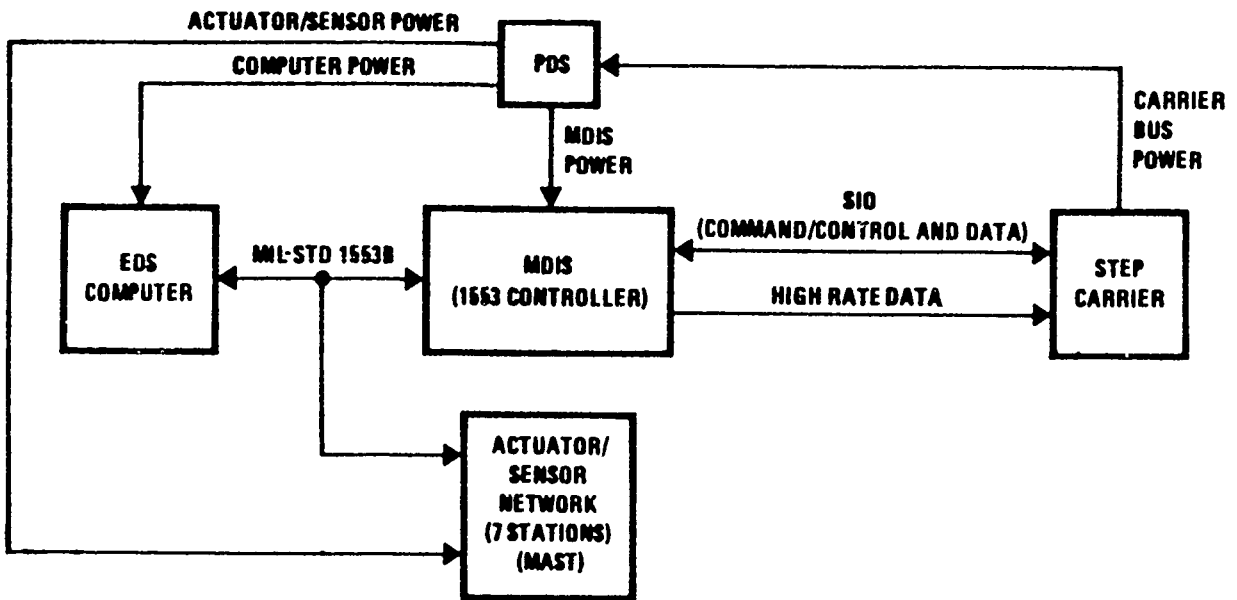 ACTUATOR/SENSOR POWER
COMPUTER POWER
PDS
MDIS
POWER
CARRIER
BUS
POWER
EDS
COMPUTER
MIL-STD 1553B
MDIS
(1553 CONTROLLER)
SIO
(COMMAND/CONTROL AND DATA)
HIGH RATE DATA
STEP
CARRIER
ACTUATOR/
SENSOR
NETWORK
(7 STATIONS)
(MAST)